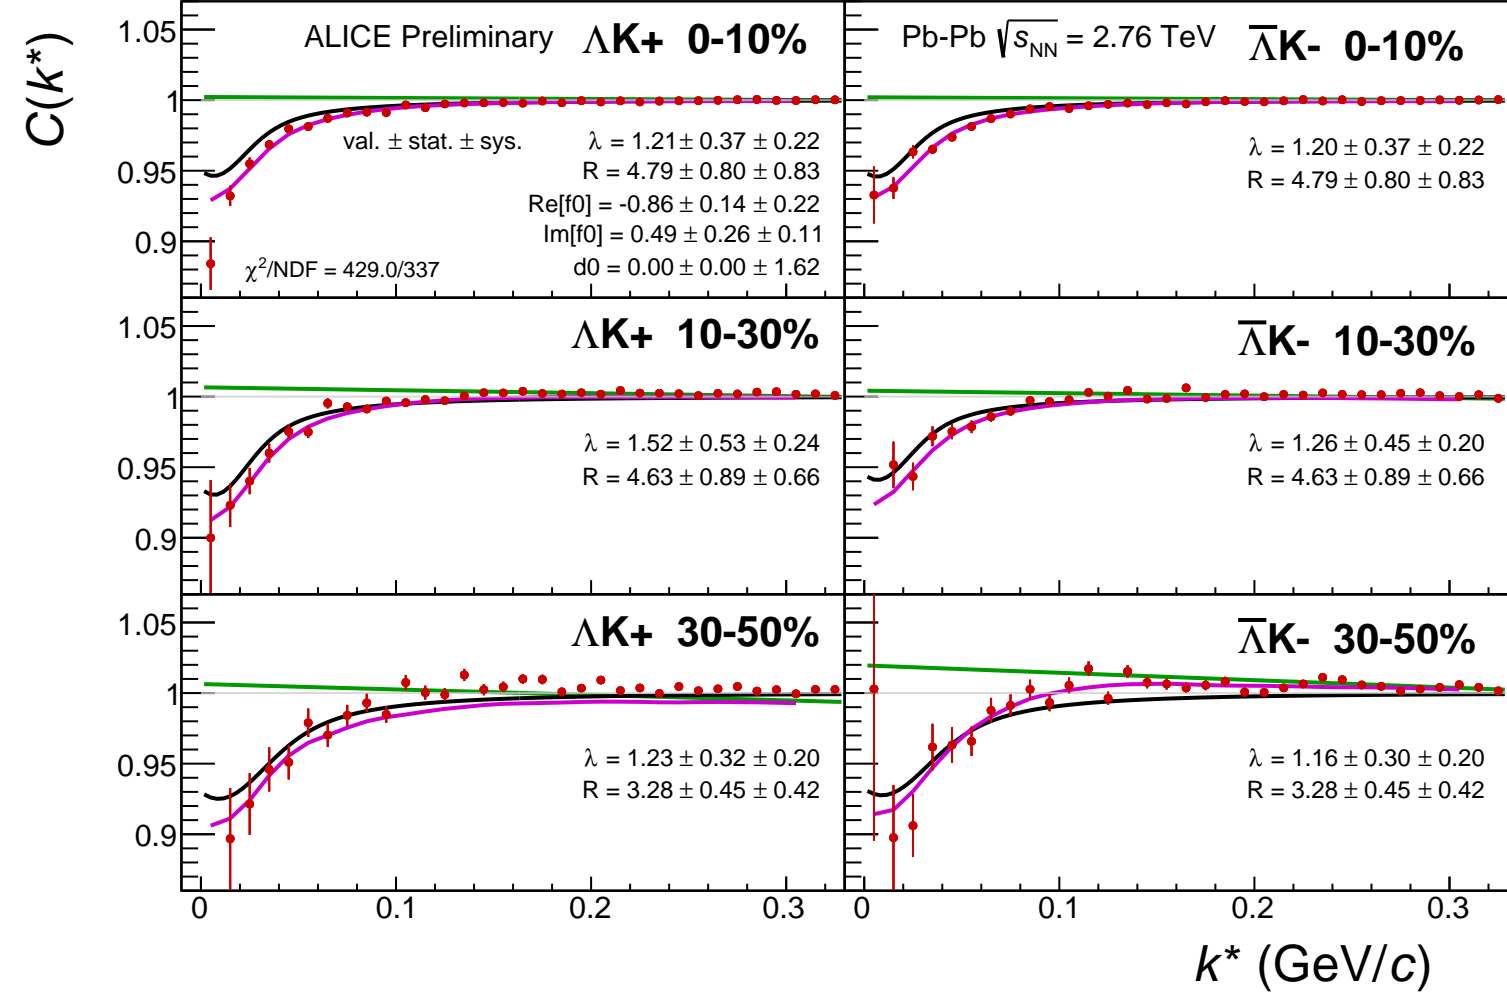 C(k*)
ALICE Preliminary ΛK+ 0-10%
1.05
1
0.95
0.9
val. ± stat. ± sys.
λ = 1.21 ± 0.37 ± 0.22
R = 4.79 ± 0.80 ± 0.83
Re[f0] = -0.86 ± 0.14 ± 0.22
Im[f0] = 0.49 ± 0.26 ± 0.11
d0 = 0.00 ± 0.00 ± 1.62
χ²/NDF = 429.0/337
Pb-Pb √s_NN = 2.76 TeV Λ̅K- 0-10%
λ = 1.20 ± 0.37 ± 0.22
R = 4.79 ± 0.80 ± 0.83
ΛK+ 10-30%
1.05
1
0.95
0.9
λ = 1.52 ± 0.53 ± 0.24
R = 4.63 ± 0.89 ± 0.66
Λ̅K- 10-30%
λ = 1.26 ± 0.45 ± 0.20
R = 4.63 ± 0.89 ± 0.66
ΛK+ 30-50%
1.05
1
0.95
0.9
λ = 1.23 ± 0.32 ± 0.20
R = 3.28 ± 0.45 ± 0.42
Λ̅K- 30-50%
λ = 1.16 ± 0.30 ± 0.20
R = 3.28 ± 0.45 ± 0.42
0 0.1 0.2 0.3 0 0.1 0.2 0.3
k* (GeV/c)